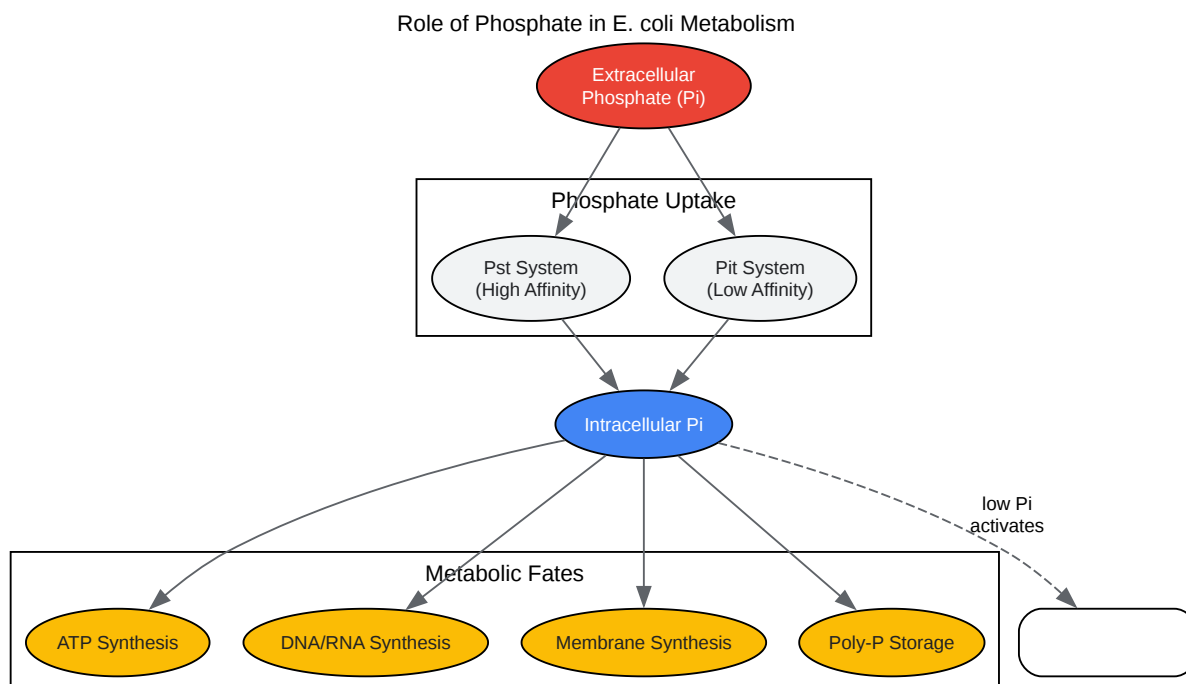 Role of Phosphate in E. coli Metabolism
Extracellular
Phosphate (Pi)
Phosphate Uptake
Pst System
(High Affinity)
Pit System
(Low Affinity)
Intracellular Pi
low Pi
activates
Metabolic Fates
ATP Synthesis
DNA/RNA Synthesis
Membrane Synthesis
Poly-P Storage